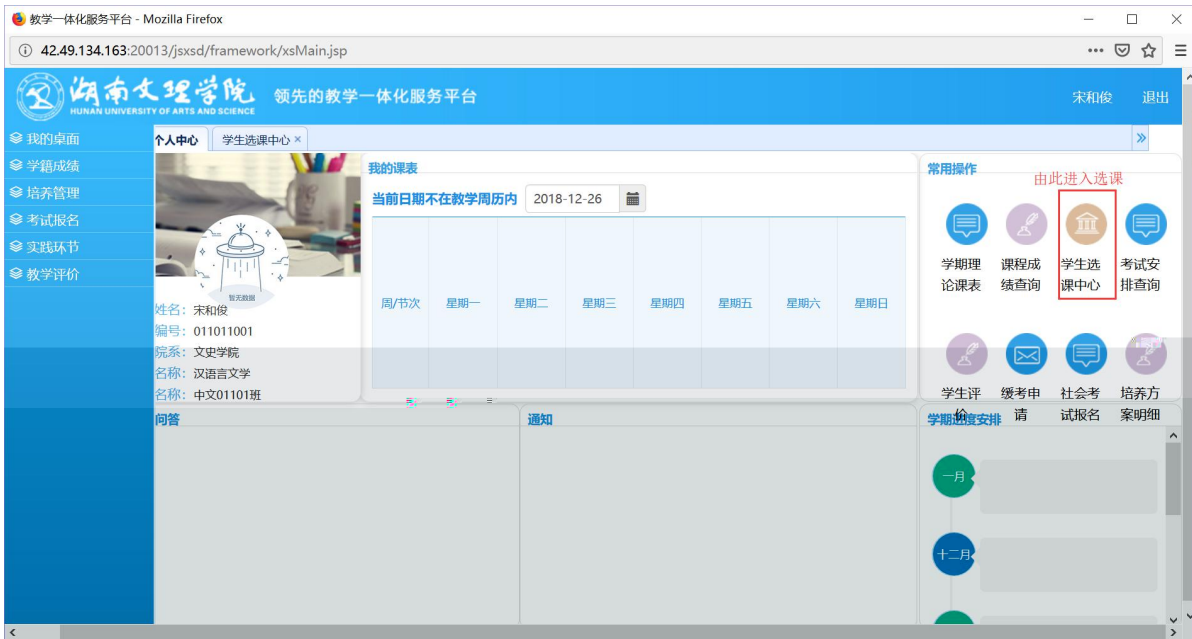 教学一体化服务平台 - Mozilla Firefox
42.49.134.163:20013/jsxsd/framework/xsMain.jsp
湖南文理学院
HUNAN UNIVERSITY OF ARTS AND SCIENCE
领先的教学一体化服务平台
宋和俊 退出
我的桌面
学籍成绩
培养管理
考试报名
实践环节
教学评价
个人中心 学生选课中心 ×
暂无数据
姓名: 宋和俊
编号: 011011001
院系: 文史学院
名称: 汉语言文学
名称: 中文01101班
我的课表
当前日期不在教学周历内 2018-12-26
周/节次 星期一 星期二 星期三 星期四 星期五 星期六 星期日
常用操作
由此进入选课
学期理论课表
课程成绩查询
学生选课中心
考试安排查询
学生评价
缓考申请
社会考试报名
培养方案明细
问答
通知
学期进度安排
一月
十二月